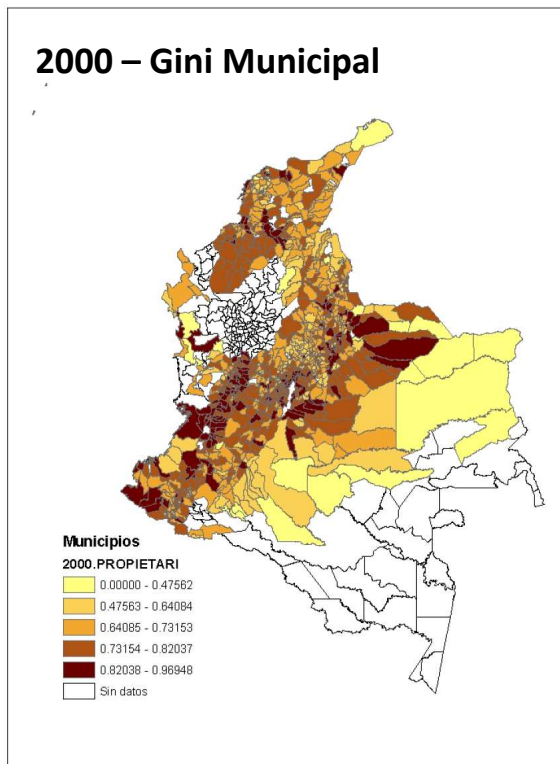 2000 – Gini Municipal
Municipios
2000.PROPIETARI
0.00000 - 0.47562
0.47563 - 0.64084
0.64085 - 0.73153
0.73154 - 0.82037
0.82038 - 0.96948
Sin datos